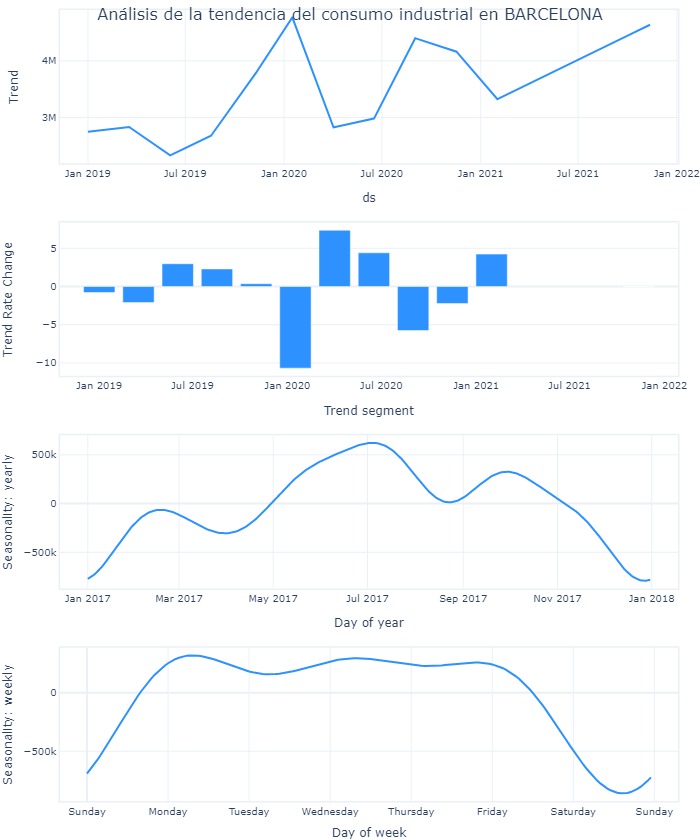 Análisis de la tendencia del consumo industrial en BARCELONA
Trend
4M
3M
Jan 2019 Jul 2019 Jan 2020 Jul 2020 Jan 2021 Jul 2021 Jan 2022
ds
Trend Rate Change
5
0
−5
−10
Jan 2019 Jul 2019 Jan 2020 Jul 2020 Jan 2021 Jul 2021 Jan 2022
Trend segment
Seasonality: yearly
500k
0
−500k
Jan 2017 Mar 2017 May 2017 Jul 2017 Sep 2017 Nov 2017 Jan 2018
Day of year
Seasonality: weekly
0
−500k
Sunday Monday Tuesday Wednesday Thursday Friday Saturday Sunday
Day of week